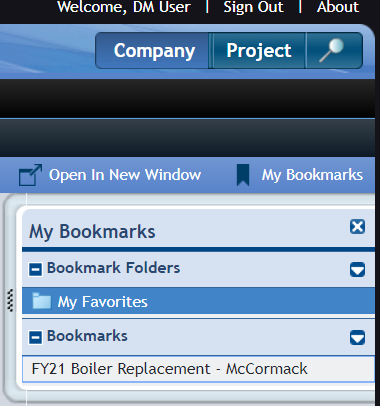 Welcome, DM User | Sign Out | About
Company Project
Open In New Window My Bookmarks
My Bookmarks
Bookmark Folders
My Favorites
Bookmarks
FY21 Boiler Replacement - McCormack